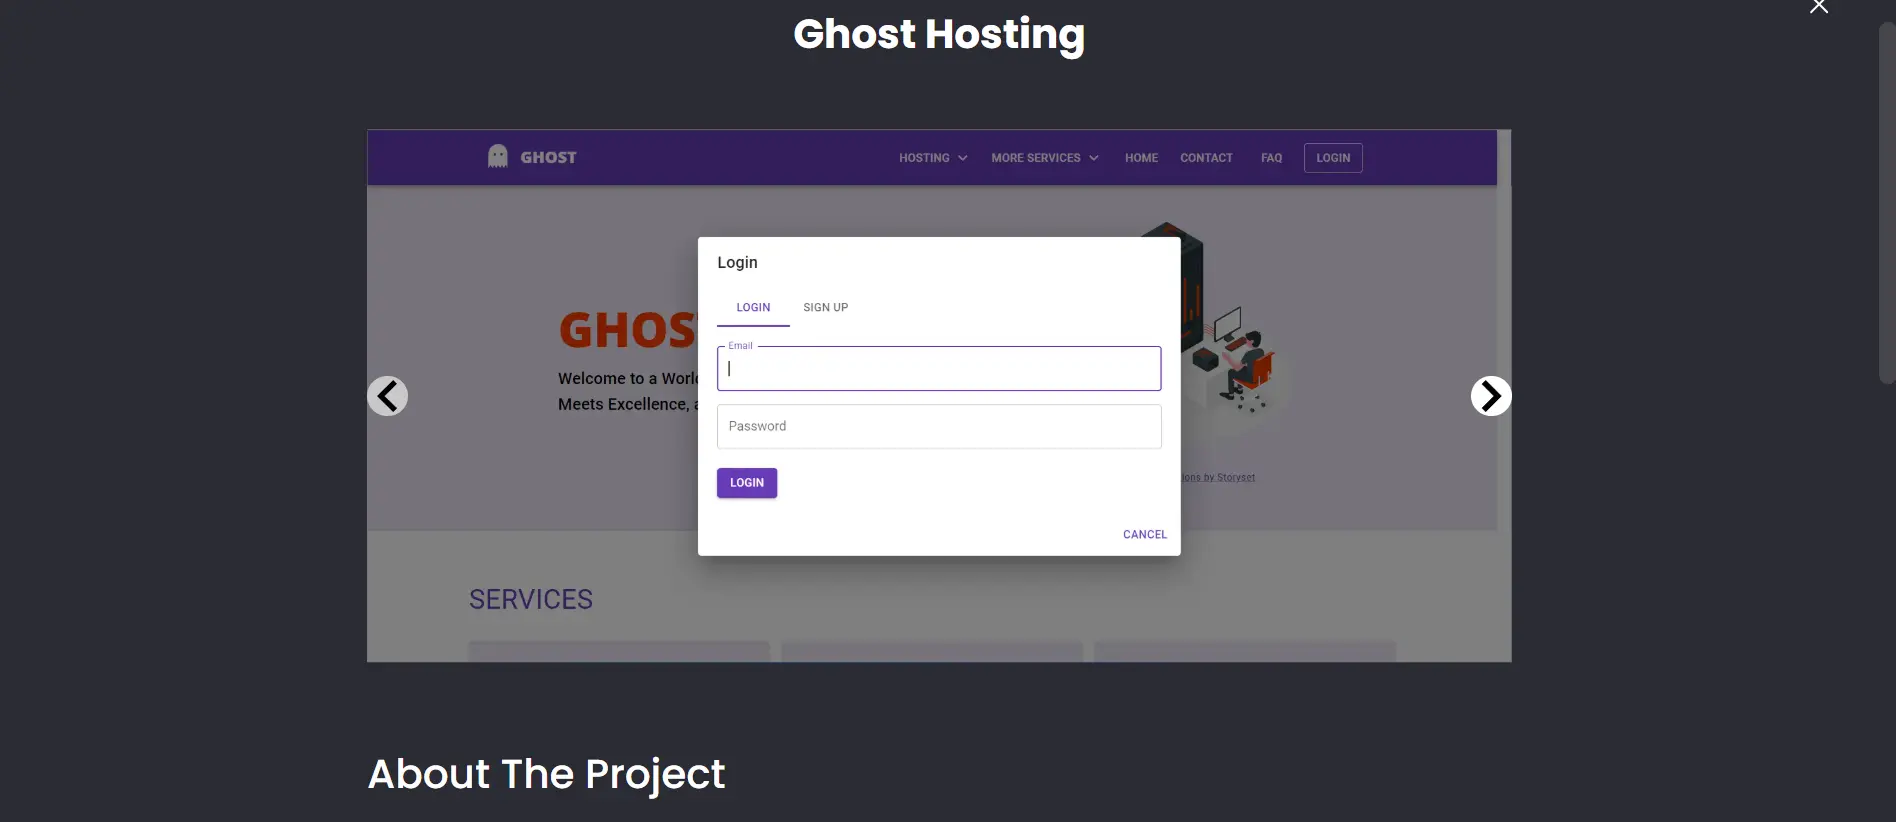 Ghost Hosting
GHOST
HOSTING MORE SERVICES HOME CONTACT FAQ LOGIN
Login
LOGIN SIGN UP
GHOS
Email
Welcome to a Worl
Meets Excellence,
Password
by Storyset
LOGIN
CANCEL
SERVICES
About The Project